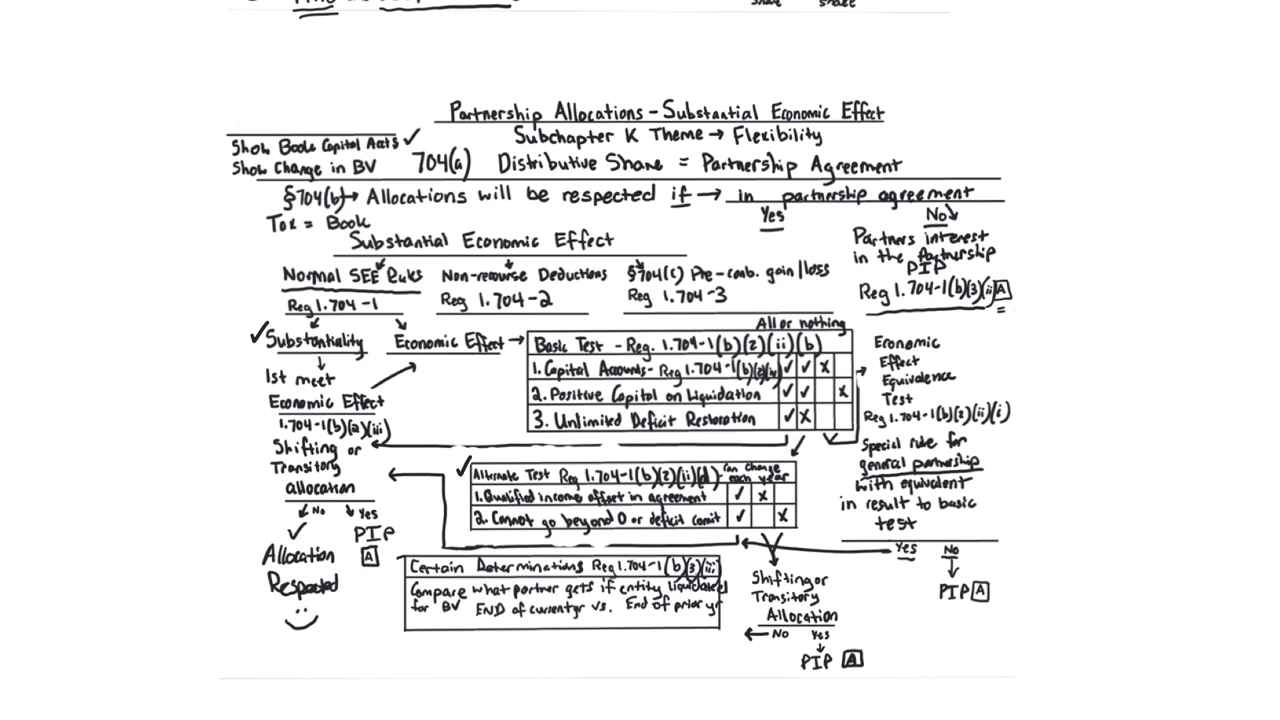 Partnership Allocations - Substantial Economic Effect
Subchapter K Theme → Flexibility
Show Book Capital Accts ✓
Show Change in BV
704(a) Distributive Share = Partnership Agreement
§704(b) → Allocations will be respected if → in partnership agreement
Tax = Book
Yes
No
Partners interest
in the Partnership
PIP
Reg 1.704-1(b)(3)(ii) A
Substantial Economic Effect
Normal SEE Rules
Reg 1.704-1
Non-recourse Deductions
Reg 1.704-2
§704(c) Pre-conb. gain/loss
Reg 1.704-3
✓ Substantiality
Economic Effect →
1st meet
Economic Effect
1.704-1(b)(2)(iii)
Shifting or
Transitory
allocation
No
Yes
✓
PIP
A
Allocation
Respected
All or nothing
Basic Test - Reg. 1.704-1(b)(2)(ii)(b)
1. Capital Accounts - Reg 1.704-1(b)(2)(iv) ✓ ✓ X
2. Positive Capital on Liquidation ✓ ✓ X
3. Unlimited Deficit Restoration ✓ X
Economic
Effect
Equivalence
Test
Reg 1.704-1(b)(2)(ii)(i)
Special rule for
general partnership
with equivalent
in result to basic
test
Yes
No
PIP A
✓ Alternate Test Reg 1.704-1(b)(2)(ii)(d) - can change
each year
1. Qualified income offset in agreement ✓ X
2. Cannot go beyond 0 or deficit comit ✓ X
Certain Determinations Reg 1.704-1(b)(3)(iii)
Compare what partner gets if entity liquidated
for BV END of current yr vs. End of prior yr
Shifting or
Transitory
Allocation
← No
Yes
PIP A